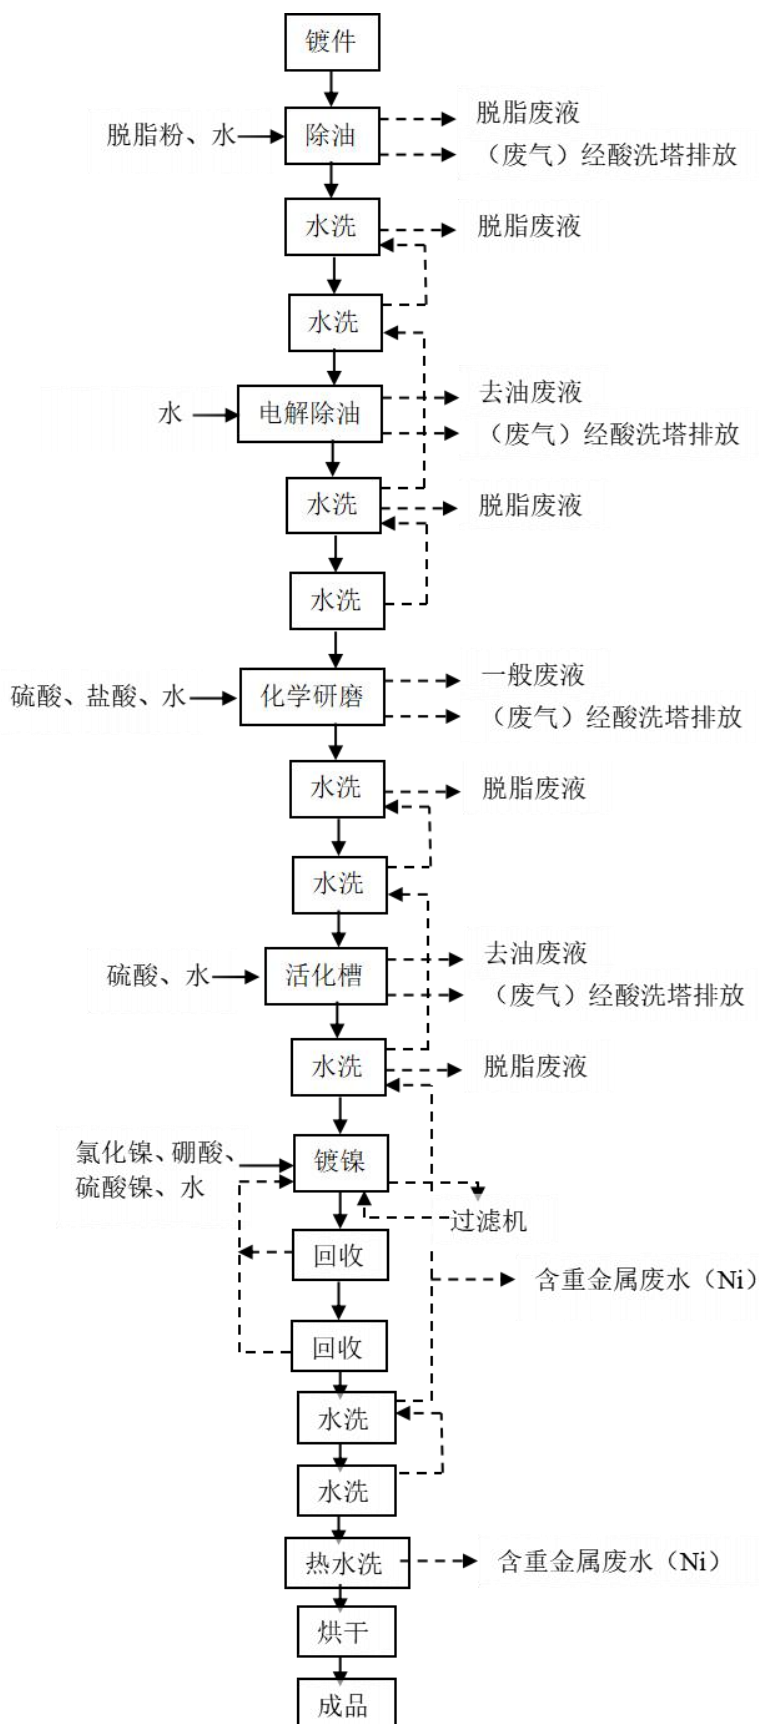 镀件
脱脂废液
脱脂粉、水
除油
（废气）经酸洗塔排放
水洗
脱脂废液
水洗
去油废液
水
电解除油
（废气）经酸洗塔排放
水洗
脱脂废液
水洗
一般废液
硫酸、盐酸、水
化学研磨
（废气）经酸洗塔排放
水洗
脱脂废液
水洗
去油废液
硫酸、水
活化槽
（废气）经酸洗塔排放
水洗
脱脂废液
氯化镍、硼酸、
硫酸镍、水
镀镍
过滤机
回收
含重金属废水（Ni）
回收
水洗
水洗
热水洗
含重金属废水（Ni）
烘干
成品